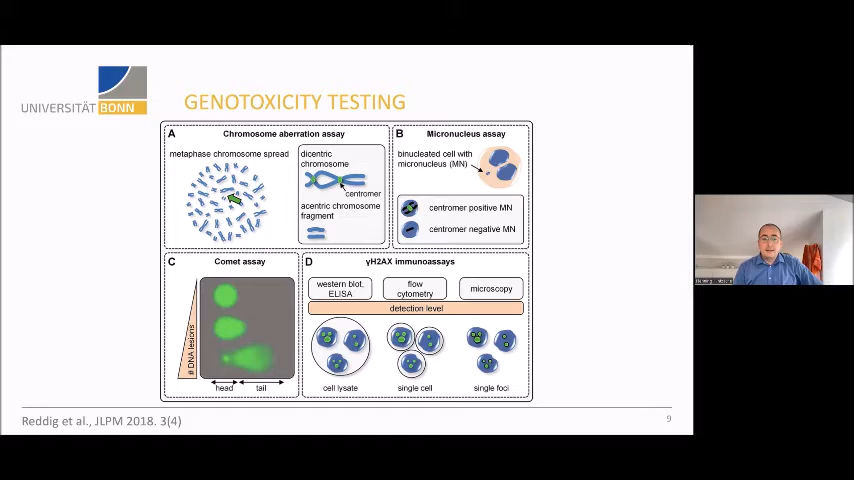 UNIVERSITÄT BONN
GENOTOXICITY TESTING
A
Chromosome aberration assay
metaphase chromosome spread
dicentric
chromosome
centromer
acentric chromosome
fragment
B
Micronucleus assay
binucleated cell with
micronucleus (MN)
centromer positive MN
centromer negative MN
C
Comet assay
# DNA lesions
head
tail
D
γH2AX immunoassays
western blot,
ELISA
flow
cytometry
microscopy
detection level
cell lysate
single cell
single foci
Reddig et al., JLPM 2018. 3(4)
9